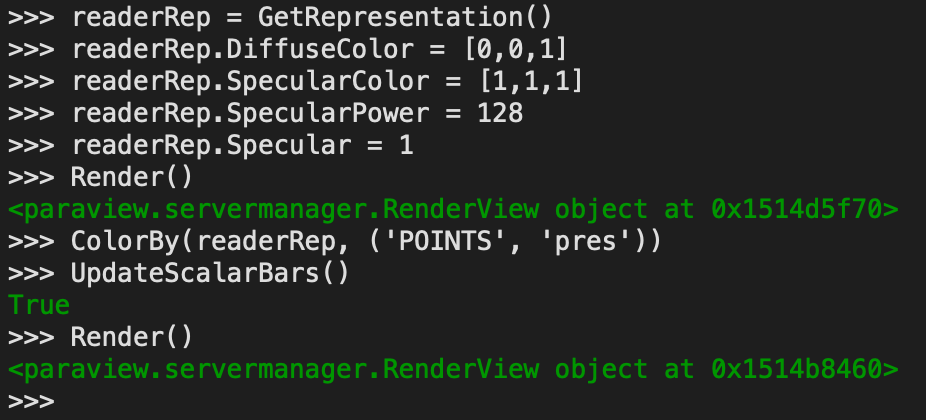 >>> readerRep = GetRepresentation()
>>> readerRep.DiffuseColor = [0,0,1]
>>> readerRep.SpecularColor = [1,1,1]
>>> readerRep.SpecularPower = 128
>>> readerRep.Specular = 1
>>> Render()
<paraview.servermanager.RenderView object at 0x1514d5f70>
>>> ColorBy(readerRep, ('POINTS', 'pres'))
>>> UpdateScalarBars()
True
>>> Render()
<paraview.servermanager.RenderView object at 0x1514b8460>
>>>